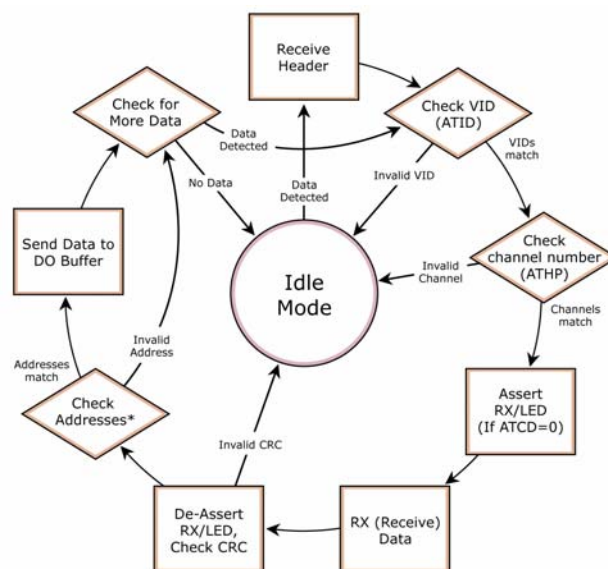 Receive
Header
Check for
More Data
Check VID
(ATID)
Data
Detected
VIDs
match
No Data
Data
Detected
Invalid VID
Send Data to
DO Buffer
Check
channel number
(ATHP)
Idle
Mode
Invalid
Channel
Channels
match
Invalid
Address
Addresses
match
Check
Addresses*
Assert
RX/LED
(If ATCD=0)
Invalid CRC
De-Assert
RX/LED,
Check CRC
RX (Receive)
Data